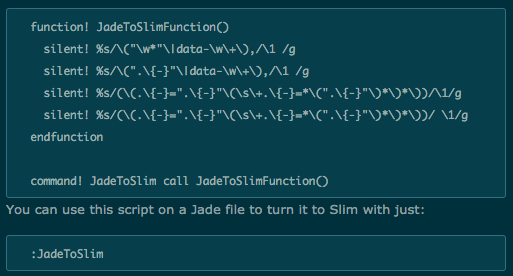 function! JadeToSlimFunction()
  silent! %s/\("\w*"\|data-\w\+\),/\1 /g
  silent! %s/\(".\{-}"\|data-\w\+\),/\1 /g
  silent! %s/(\(.\{-}=".\{-}"\(\s\+.\{-}=*\(".\{-}"\)*\)*\))/\1/g
  silent! %s/(\(.\{-}=".\{-}"\(\s\+.\{-}=*\(".\{-}"\)*\)*\))/ \1/g
endfunction
command! JadeToSlim call JadeToSlimFunction()
You can use this script on a Jade file to turn it to Slim with just:
:JadeToSlim